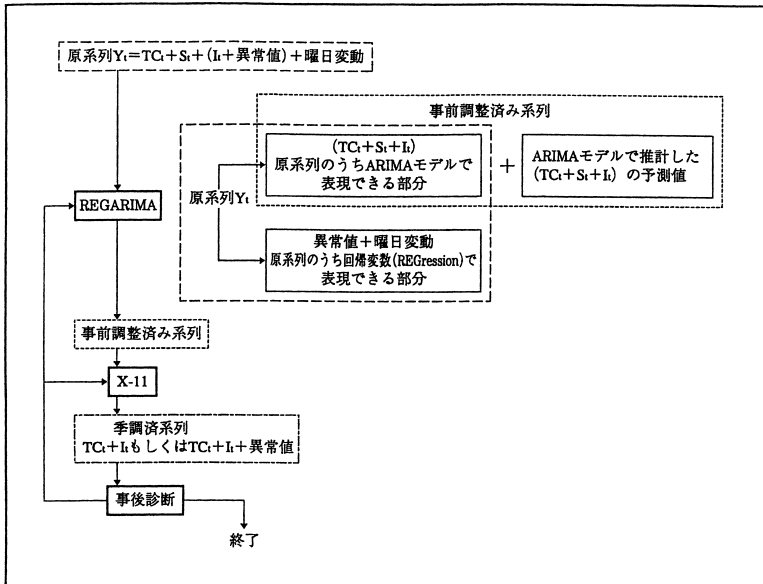 原系列Yt=TCt+St+(It+異常値)+曜日変動
事前調整済み系列
(TCt+St+It)
原系列のうちARIMAモデルで
表現できる部分
+
ARIMAモデルで推計した
(TCt+St+It)の予測値
原系列Yt
異常値+曜日変動
原系列のうち回帰変数(REGression)で
表現できる部分
REGARIMA
事前調整済み系列
X-11
季調済系列
TCt+ItもしくはTCt+It+異常値
事後診断
終了